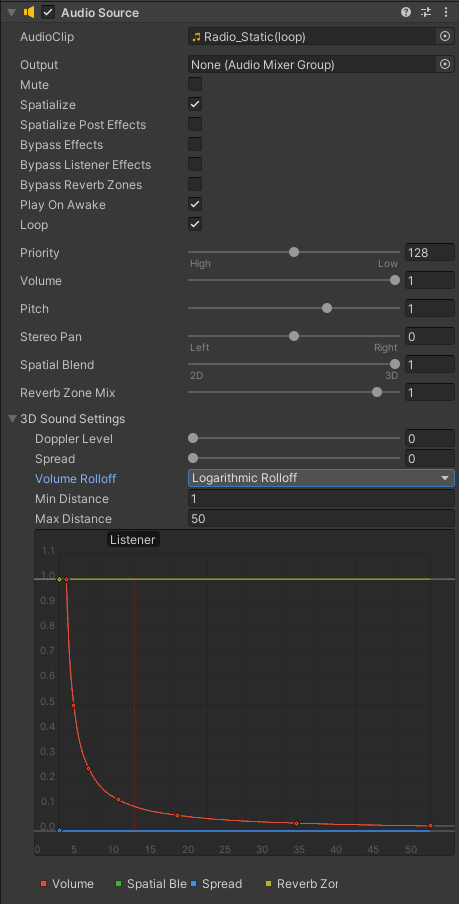 Audio Source
AudioClip Radio_Static(loop)
Output None (Audio Mixer Group)
Mute
Spatialize
Spatialize Post Effects
Bypass Effects
Bypass Listener Effects
Bypass Reverb Zones
Play On Awake
Loop
Priority 128
High Low
Volume 1
Pitch 1
Stereo Pan 0
Left Right
Spatial Blend 1
2D 3D
Reverb Zone Mix 1
3D Sound Settings
Doppler Level 0
Spread 0
Volume Rolloff Logarithmic Rolloff
Min Distance 1
Max Distance 50
Listener
1.1
1.0
0.9
0.8
0.7
0.6
0.5
0.4
0.3
0.2
0.1
0.0
0 5 10 15 20 25 30 35 40 45 50
Volume Spatial Ble Spread Reverb Zor